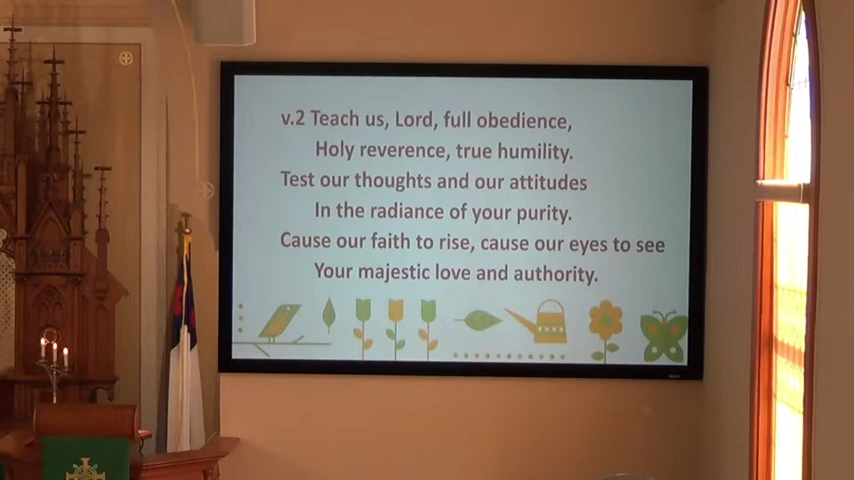 v.2 Teach us, Lord, full obedience,
Holy reverence, true humility.
Test our thoughts and our attitudes
In the radiance of your purity.
Cause our faith to rise, cause our eyes to see
Your majestic love and authority.